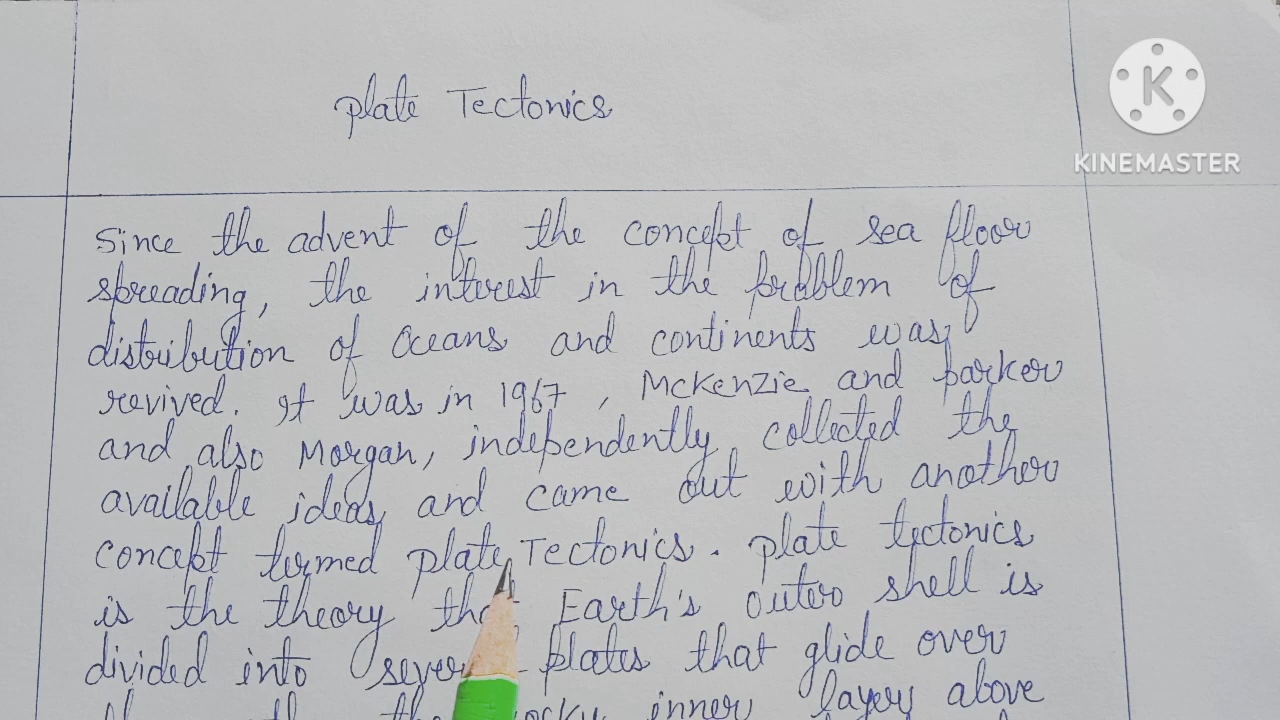 Plate Tectonics
KINEMASTER
Since the advent of the concept of sea floor
spreading, the interest in the problem of
distribution of oceans and continents was
revived. It was in 1967, McKenzie and parker
and also Morgan, independently collected the
available ideas and came out with another
concept termed plate Tectonics. plate tectonics
is the theory Earth's outer shell is
divided into plates that glide over
inner layer above